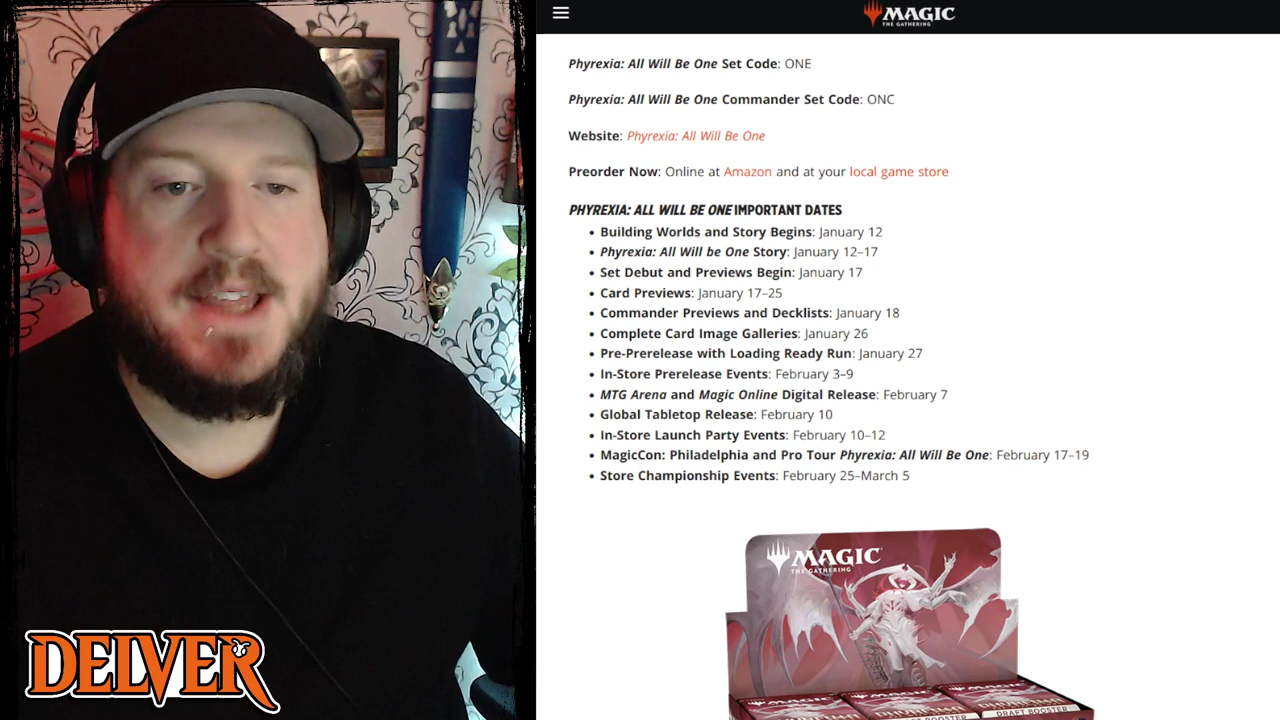 MAGIC
THE GATHERING
Phyrexia: All Will Be One Set Code: ONE
Phyrexia: All Will Be One Commander Set Code: ONC
Website: Phyrexia: All Will Be One
Preorder Now: Online at Amazon and at your local game store
PHYREXIA: ALL WILL BE ONE IMPORTANT DATES
• Building Worlds and Story Begins: January 12
• Phyrexia: All Will be One Story: January 12–17
• Set Debut and Previews Begin: January 17
• Card Previews: January 17–25
• Commander Previews and Decklists: January 18
• Complete Card Image Galleries: January 26
• Pre-Prerelease with Loading Ready Run: January 27
• In-Store Prerelease Events: February 3–9
• MTG Arena and Magic Online Digital Release: February 7
• Global Tabletop Release: February 10
• In-Store Launch Party Events: February 10–12
• MagicCon: Philadelphia and Pro Tour Phyrexia: All Will Be One: February 17–19
• Store Championship Events: February 25–March 5
MAGIC
THE GATHERING
MAGIC MAGIC MAGIC
BOOSTER DRAFT BOOSTER
DELVER